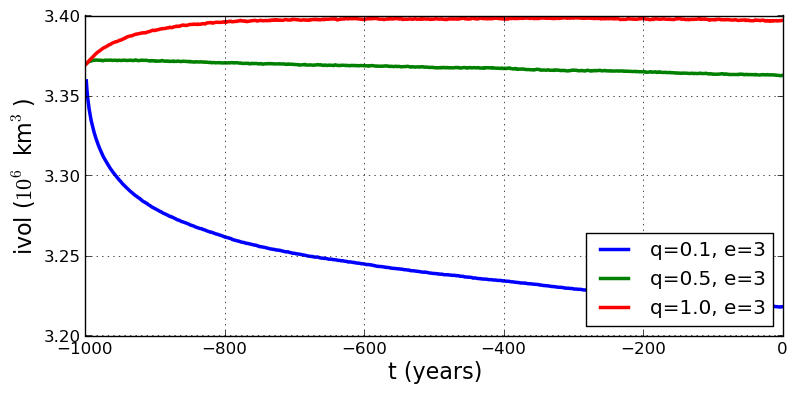 3.40
3.35
3.30
3.25
3.20
ivol (10⁶ km³)
q=0.1, e=3
q=0.5, e=3
q=1.0, e=3
−1000 −800 −600 −400 −200 0
t (years)